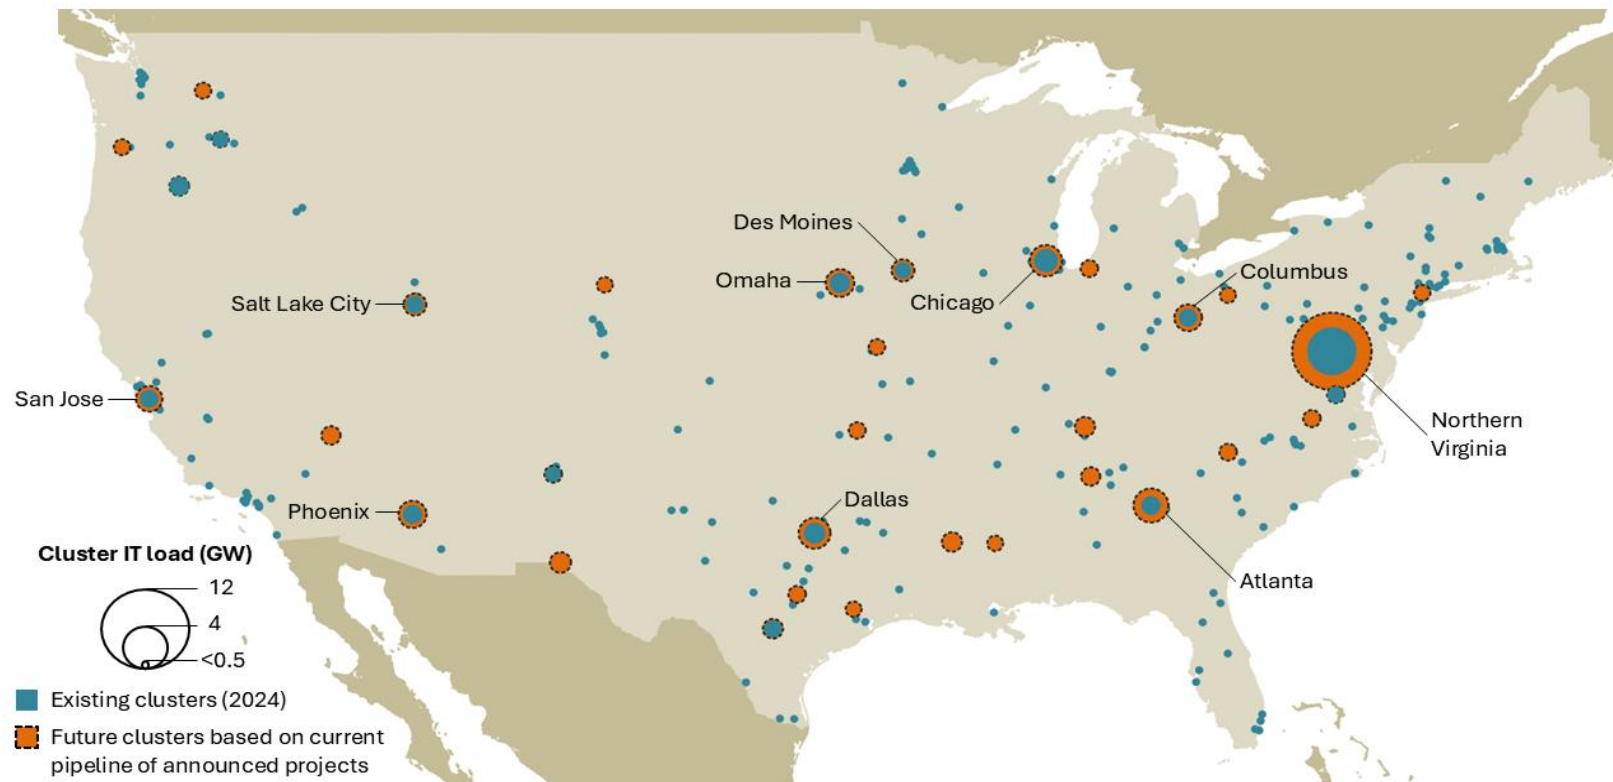 Des Moines
Omaha
Columbus
Salt Lake City
Chicago
San Jose
Northern
Virginia
Dallas
Phoenix
Atlanta
Cluster IT load (GW)
12
4
<0.5
Existing clusters (2024)
Future clusters based on current
pipeline of announced projects